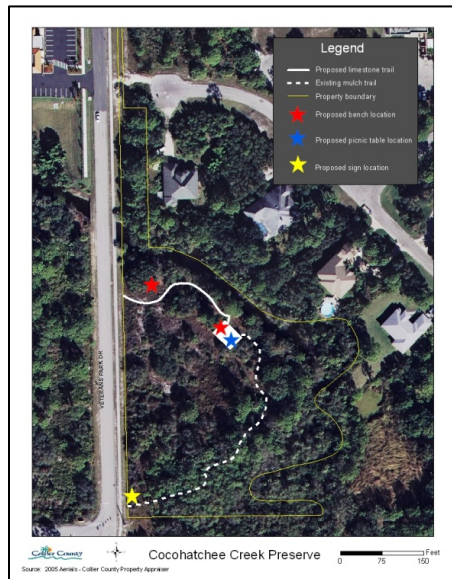 Legend
Proposed limestone trail
Existing mulch trail
Property boundary
Proposed bench location
Proposed picnic table location
Proposed sign location
VETERANS PARK DR
Collier County
Cocohatchee Creek Preserve
Feet
0 75 150
Source: 2005 Aerials - Collier County Property Appraiser